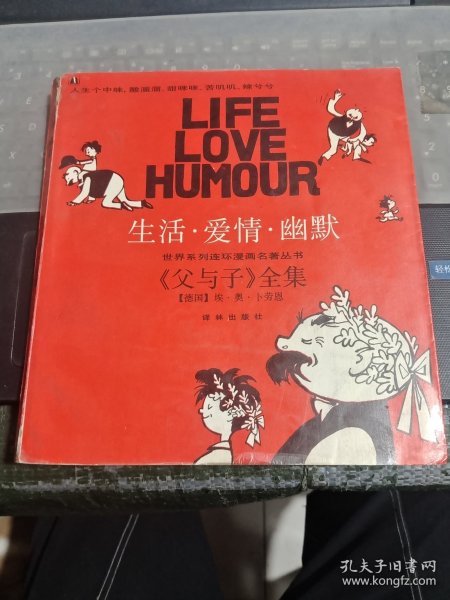 人生个中味，酸溜溜、甜咪咪、苦叽叽、辣兮兮
LIFE
LOVE
HUMOUR
生活·爱情·幽默
世界系列连环漫画名著丛书
《父与子》全集
【德国】埃·奥·卜劳恩
译林出版社
轻松
孔夫子旧书网
www.kongfz.com